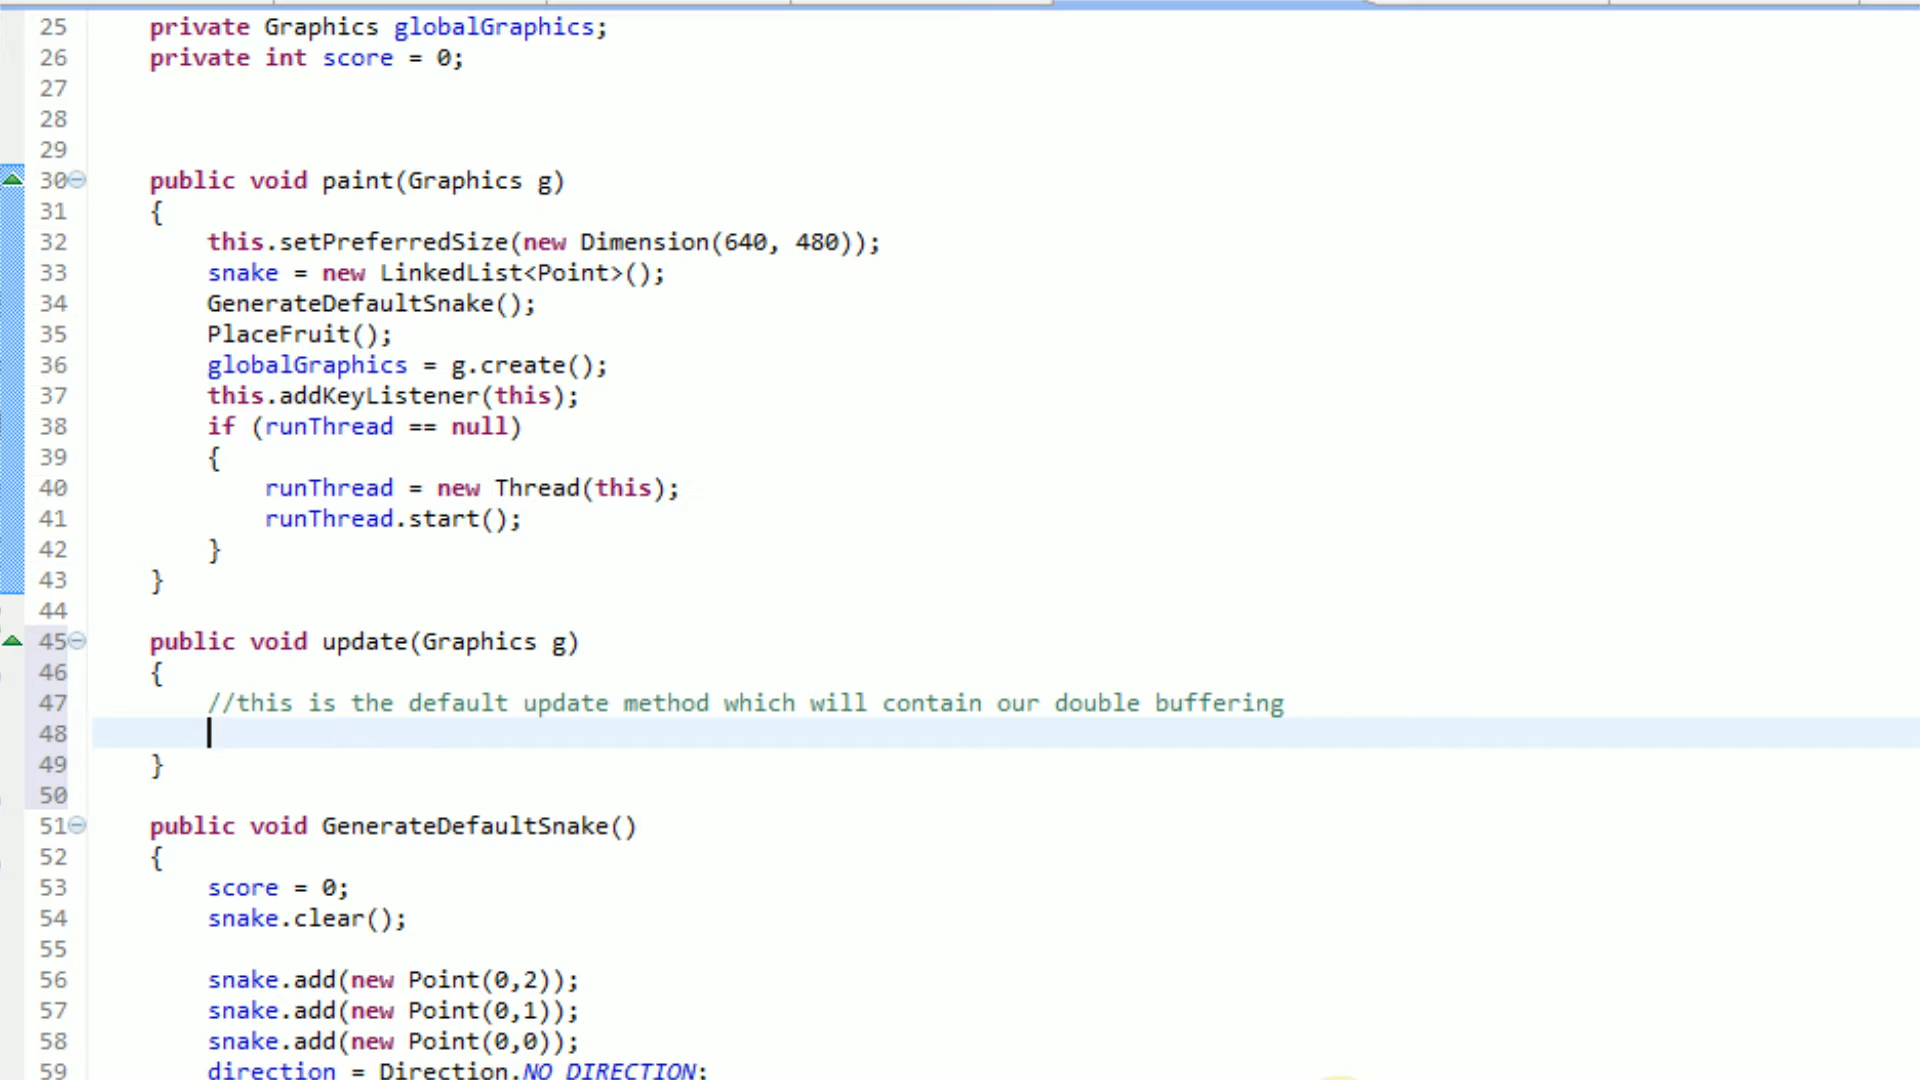 25 private Graphics globalGraphics;
26 private int score = 0;
27
28
29
30 public void paint(Graphics g)
31 {
32 this.setPreferredSize(new Dimension(640, 480));
33 snake = new LinkedList<Point>();
34 GenerateDefaultSnake();
35 PlaceFruit();
36 globalGraphics = g.create();
37 this.addKeyListener(this);
38 if (runThread == null)
39 {
40 runThread = new Thread(this);
41 runThread.start();
42 }
43 }
44
45 public void update(Graphics g)
46 {
47 //this is the default update method which will contain our double buffering
48
49 }
50
51 public void GenerateDefaultSnake()
52 {
53 score = 0;
54 snake.clear();
55
56 snake.add(new Point(0,2));
57 snake.add(new Point(0,1));
58 snake.add(new Point(0,0));
59 direction = Direction.NO_DIRECTION;